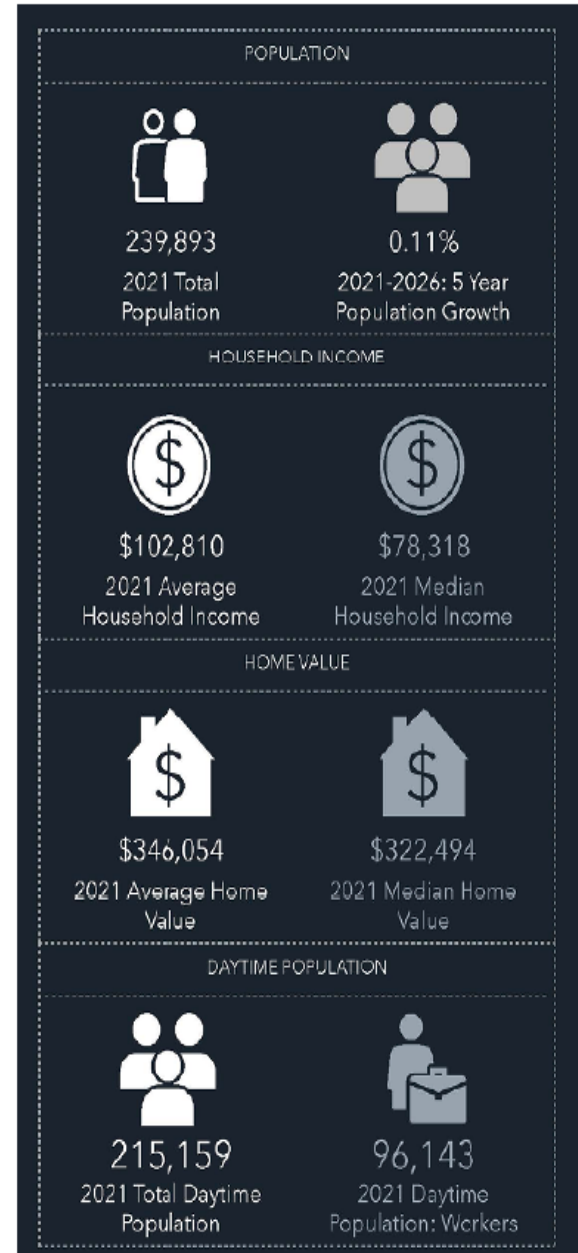 POPULATION
239,893
2021 Total
Population
0.11%
2021-2026: 5 Year
Population Growth
HOUSEHOLD INCOME
$
$102,810
2021 Average
Household Income
$
$78,318
2021 Median
Household Income
HOME VALUE
$
$346,054
2021 Average Home
Value
$
$322,494
2021 Median Home
Value
DAYTIME POPULATION
215,159
2021 Total Daytime
Population
96,143
2021 Daytime
Population: Workers